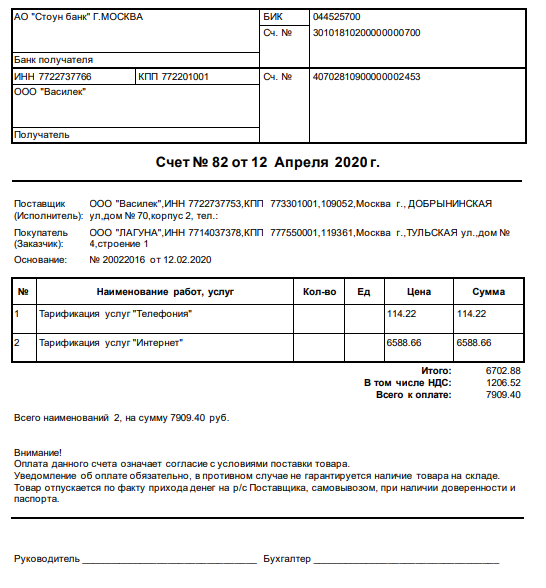 АО "Стоун банк" Г.МОСКВА БИК 044525700
Сч. № 30101810200000000700
Банк получателя
ИНН 7722737766 КПП 772201001 Сч. № 40702810900000002453
ООО "Василек"
Получатель
Счет № 82 от 12 Апреля 2020 г.
Поставщик ООО "Василек",ИНН 7722737753,КПП 773301001,109052,Москва г., ДОБРЫНИНСКАЯ
(Исполнитель): ул,дом № 70,корпус 2, тел.:
Покупатель ООО "ЛАГУНА",ИНН 7714037378,КПП 777550001,119361,Москва г.,ТУЛЬСКАЯ ул.,дом №
(Заказчик): 4,строение 1
Основание: № 20022016 от 12.02.2020
№ Наименование работ, услуг Кол-во Ед Цена Сумма
1 Тарификация услуг "Телефония" 114.22 114.22
2 Тарификация услуг "Интернет" 6588.66 6588.66
Итого: 6702.88
В том числе НДС: 1206.52
Всего к оплате: 7909.40
Всего наименований 2, на сумму 7909.40 руб.
Внимание!
Оплата данного счета означает согласие с условиями поставки товара.
Уведомление об оплате обязательно, в противном случае не гарантируется наличие товара на складе.
Товар отпускается по факту прихода денег на р/с Поставщика, самовывозом, при наличии доверенности и
паспорта.
Руководитель Бухгалтер